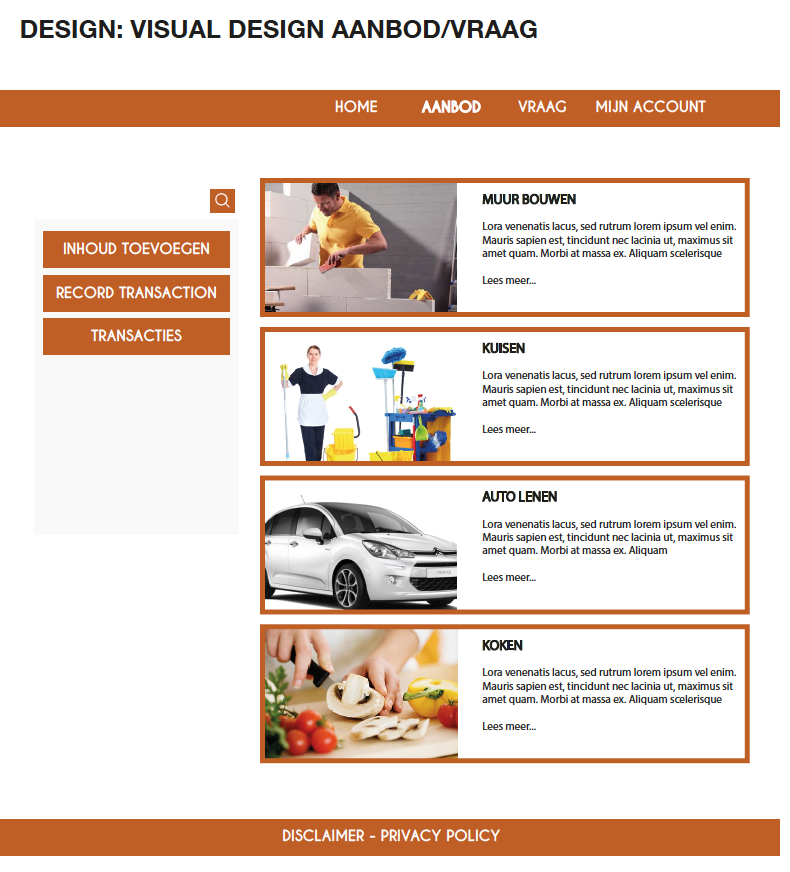 DESIGN: VISUAL DESIGN AANBOD/VRAAG
HOME AANBOD VRAAG MIJN ACCOUNT
INHOUD TOEVOEGEN
RECORD TRANSACTION
TRANSACTIES
MUUR BOUWEN
Lora venenatis lacus, sed rutrum lorem ipsum vel enim.
Mauris sapien est, tincidunt nec lacinia ut, maximus sit
amet quam. Morbi at massa ex. Aliquam scelerisque
Lees meer...
KUISEN
Lora venenatis lacus, sed rutrum lorem ipsum vel enim.
Mauris sapien est, tincidunt nec lacinia ut, maximus sit
amet quam. Morbi at massa ex. Aliquam scelerisque
Lees meer...
AUTO LENEN
Lora venenatis lacus, sed rutrum lorem ipsum vel enim.
Mauris sapien est, tincidunt nec lacinia ut, maximus sit
amet quam. Morbi at massa ex. Aliquam
Lees meer...
KOKEN
Lora venenatis lacus, sed rutrum lorem ipsum vel enim.
Mauris sapien est, tincidunt nec lacinia ut, maximus sit
amet quam. Morbi at massa ex. Aliquam scelerisque
Lees meer...
DISCLAIMER - PRIVACY POLICY